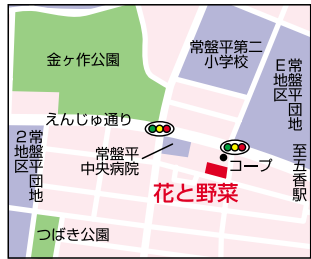 金ヶ作公園
常盤平第二
小学校
常盤平団地
E地区
至五香駅
えんじゅ通り
常盤平
中央病院
コープ
花と野菜
常盤平団地
2地区
つばき公園